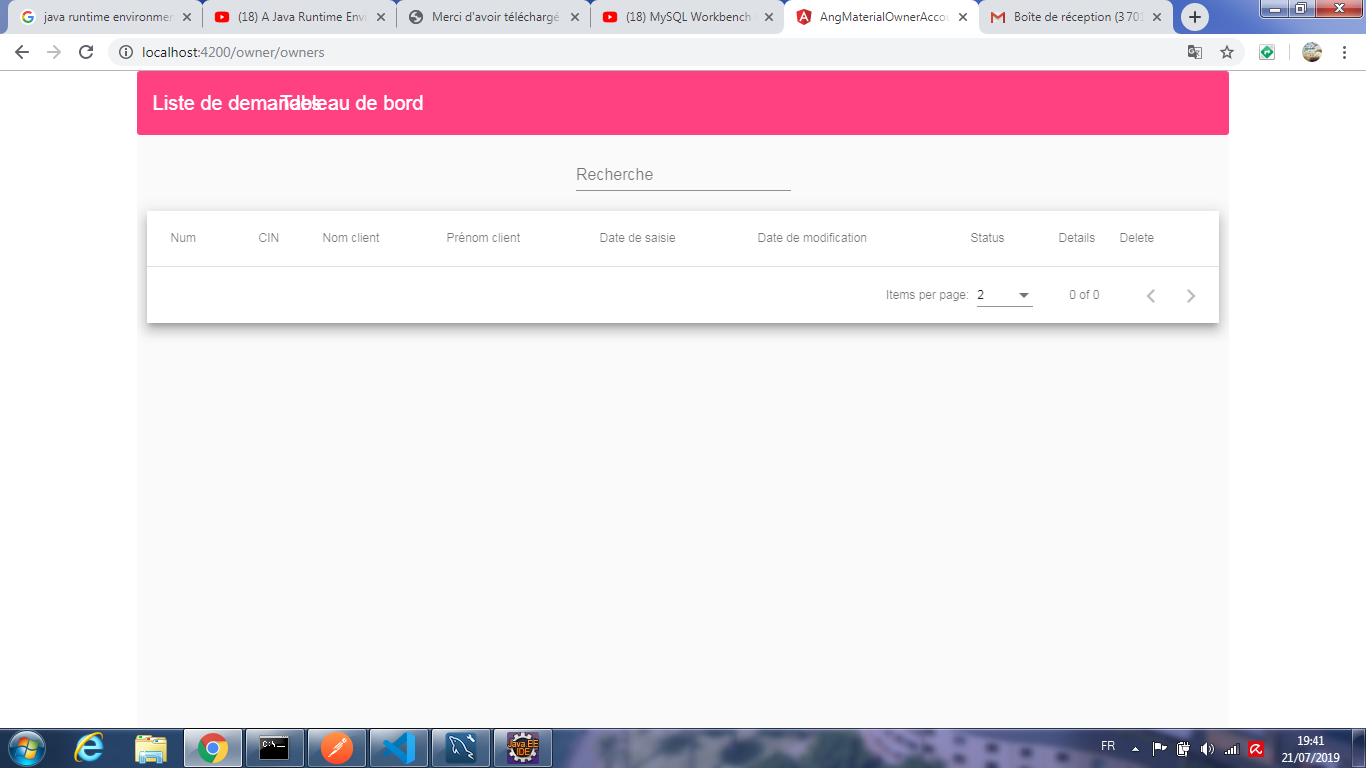 java runtime environmen
(18) A Java Runtime Envi
Merci d'avoir téléchargé
(18) MySQL Workbench
AngMaterialOwnerAccou
Boîte de réception (3 701
localhost:4200/owner/owners
Liste de demandes
Tableau de bord
Recherche
Num CIN Nom client Prénom client Date de saisie Date de modification Status Details Delete
Items per page: 2 0 of 0
C:\_
Java EE
IDE
FR
19:41
21/07/2019